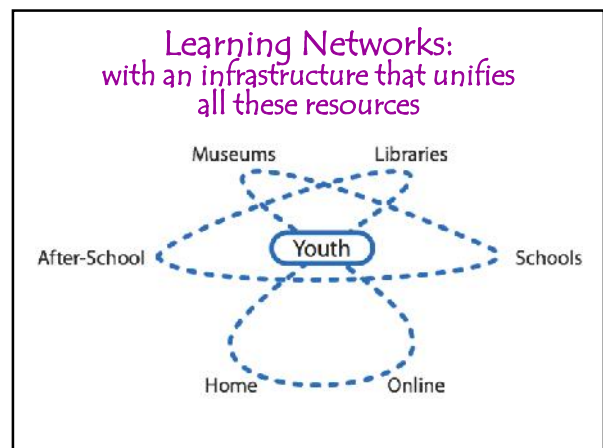 Learning Networks:
with an infrastructure that unifies
all these resources
Museums
Libraries
After-School
Youth
Schools
Home
Online